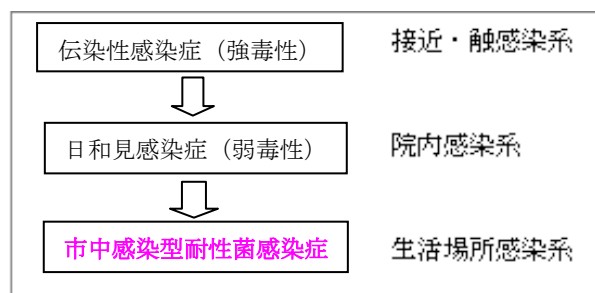 伝染性感染症（強毒性）
接近・触感染系
日和見感染症（弱毒性）
院内感染系
市中感染型耐性菌感染症
生活場所感染系